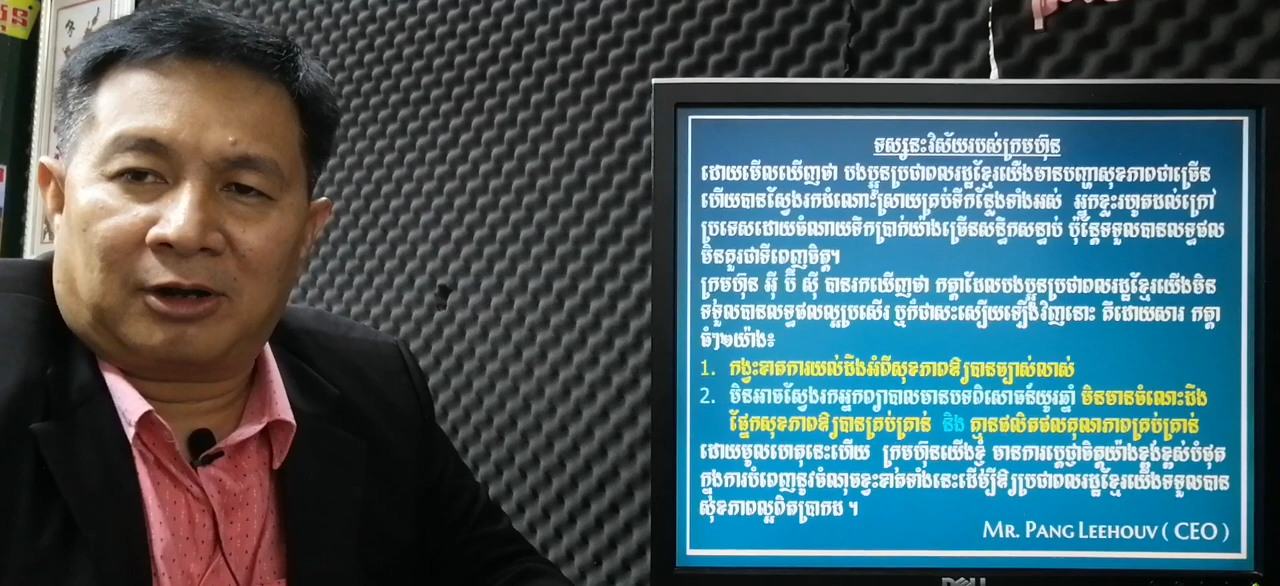 ទស្សនះវិស័យរបស់ក្រុមហ៊ុន
ដោយមើលឃើញថា បងប្អូនប្រជាពលរដ្ឋខ្មែរយើងមានបញ្ហាសុខភាពជាច្រើន
ហើយបានស្វែងរកដំណោះស្រាយគ្រប់ទីកន្លែងទាំងអស់ អ្នកខ្លះរហូតដល់ក្រៅ
ប្រទេសដោយចំណាយទឹកប្រាក់យ៉ាងច្រើនសន្ធឹកសន្ធាប់ ប៉ុន្តែទទួលបានលទ្ធផល
មិនគួរជាទីពេញចិត្ត។
ក្រុមហ៊ុន អ៊ី ប៊ី ស៊ី បានរកឃើញថា កត្តាដែលបងប្អូនប្រជាពលរដ្ឋខ្មែរយើងមិន
ទទួលបានលទ្ធផលល្អប្រសើរ ឬក៏ជាសះស្បើយឡើងវិញនោះ គឺដោយសារ កត្តា
ធំៗ២យ៉ាង៖
1. កង្វះខាតការយល់ដឹងអំពីសុខភាពឱ្យបានច្បាស់លាស់
2. មិនអាចស្វែងរកអ្នកព្យាបាលមានបទពិសោធន៍យូរឆ្នាំ មិនមានចំណេះដឹង
ផ្នែកសុខភាពឱ្យបានគ្រប់គ្រាន់ និង គ្មានផលិតផលគុណភាពគ្រប់គ្រាន់
ដោយមូលហេតុនេះហើយ ក្រុមហ៊ុនយើងខ្ញុំ មានការប្តេជ្ញាចិត្តយ៉ាងខ្ពង់ខ្ពស់បំផុត
ក្នុងការបំពេញនូវចំណុចខ្វះខាតទាំងនេះដើម្បីឱ្យប្រជាពលរដ្ឋខ្មែរយើងទទួលបាន
សុខភាពល្អពិតប្រាកដ ។
MR. PANG LEEHOUV ( CEO )